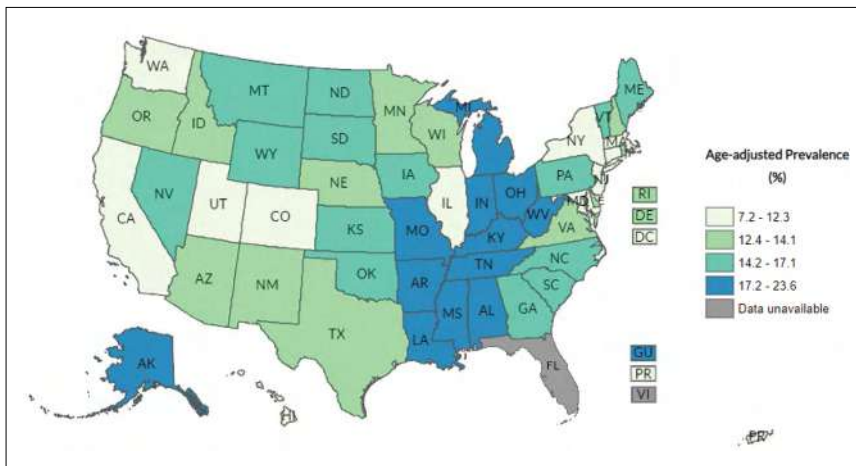 WA
MT
ND
MN
ME
OR
ID
WI
VT
SD
NY
WY
MI
IA
PA
NE
NJ
NV
IL
IN
OH
MD
UT
CO
WV
CA
KS
MO
KY
VA
OK
TN
NC
AZ
NM
AR
SC
MS
AL
GA
TX
LA
AK
FL
HI
RI
DE
DC
GU
PR
VI
PR
Age-adjusted Prevalence
(%)
7.2 - 12.3
12.4 - 14.1
14.2 - 17.1
17.2 - 23.6
Data unavailable